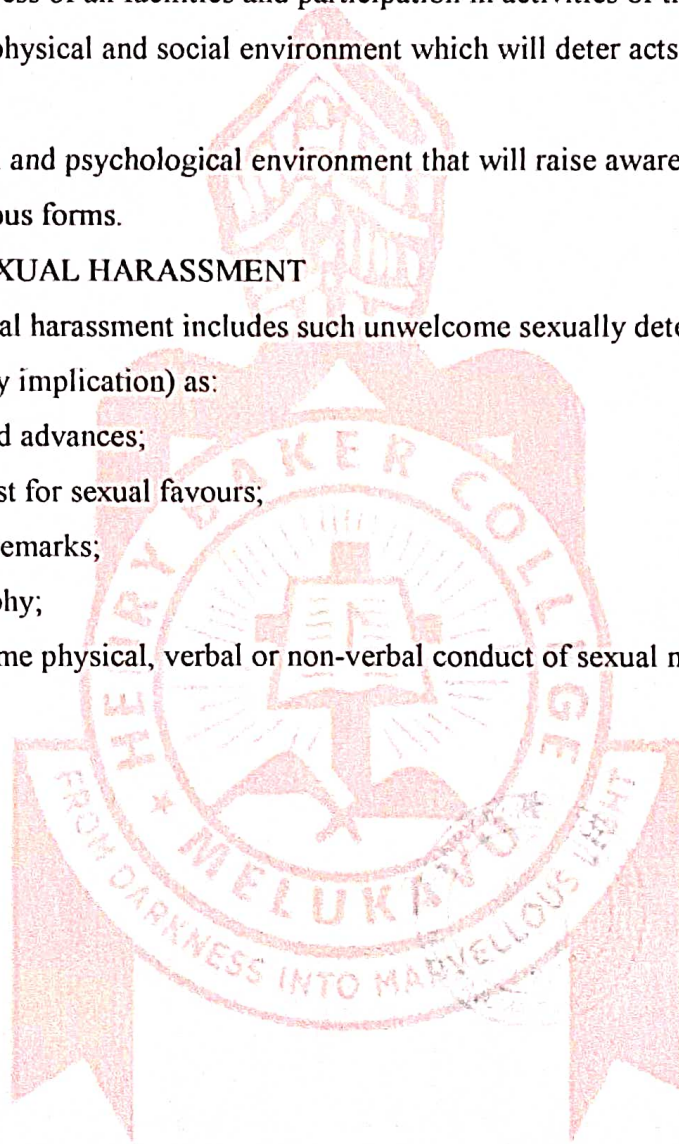 ess of all facilities and participation in activities of
physical and social environment which will deter acts
and psychological environment that will raise aware
ous forms.
XUAL HARASSMENT
al harassment includes such unwelcome sexually dete
y implication) as:
d advances;
st for sexual favours;
emarks;
phy;
me physical, verbal or non-verbal conduct of sexual
HENRY BAKER COLLEGE
MELUKAVU
FROM DARKNESS INTO MARVELLOUS LIGHT